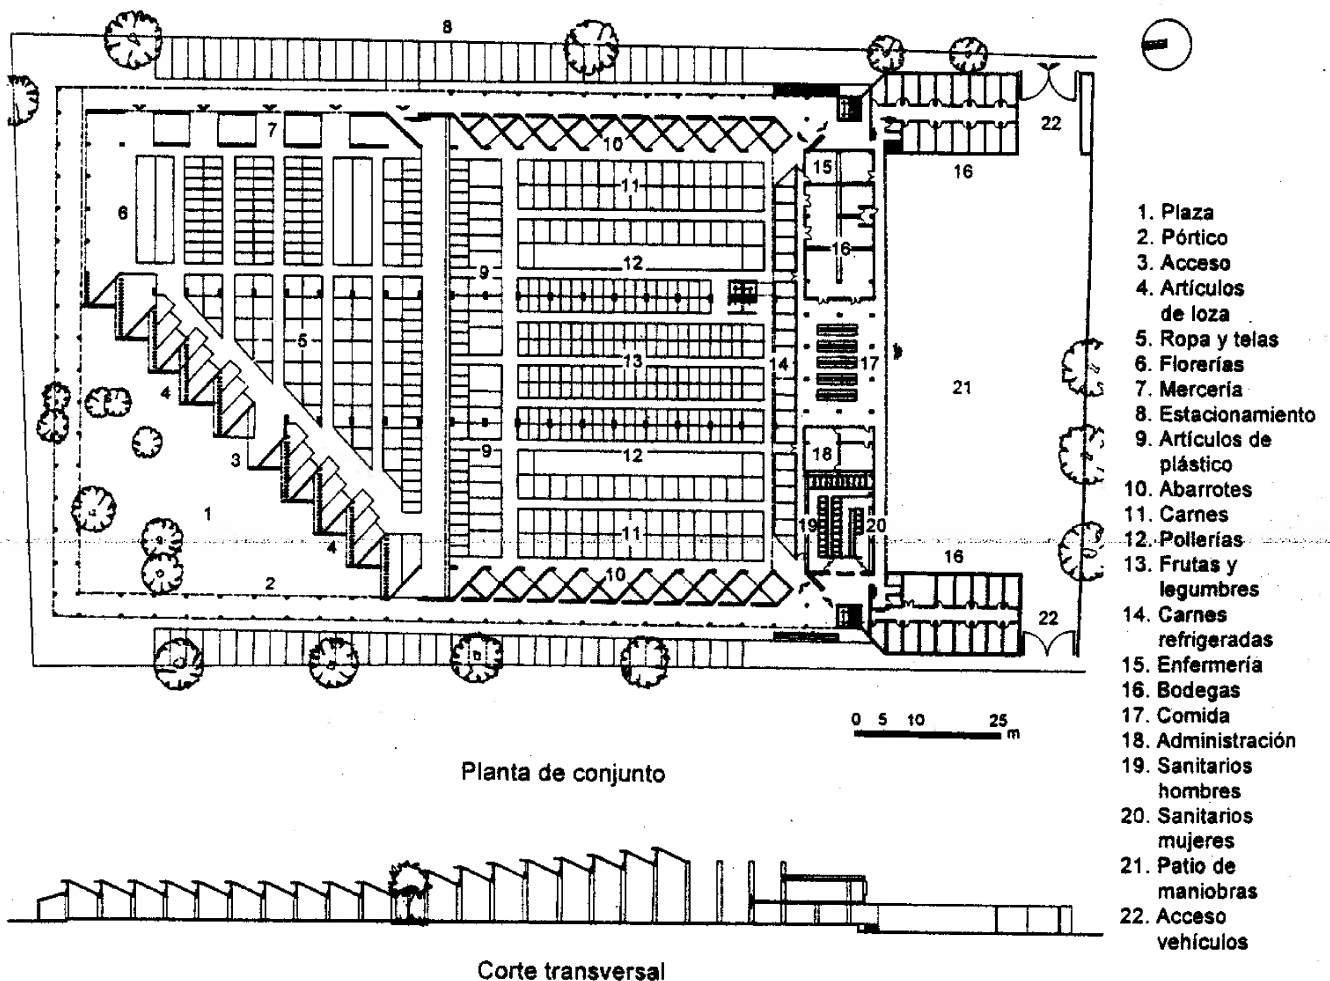 8
7
22
10
15
16
11
6
16
12
9
5
13
14
17
21
4
3
9
12
18
1
19
20
11
4
16
2
10
22
0 5 10 25
m
Planta de conjunto
Corte transversal
1. Plaza
2. Pórtico
3. Acceso
4. Artículos
de loza
5. Ropa y telas
6. Florerías
7. Mercería
8. Estacionamiento
9. Artículos de
plástico
10. Abarrotes
11. Carnes
12. Pollerías
13. Frutas y
legumbres
14. Carnes
refrigeradas
15. Enfermería
16. Bodegas
17. Comida
18. Administración
19. Sanitarios
hombres
20. Sanitarios
mujeres
21. Patio de
maniobras
22. Acceso
vehículos